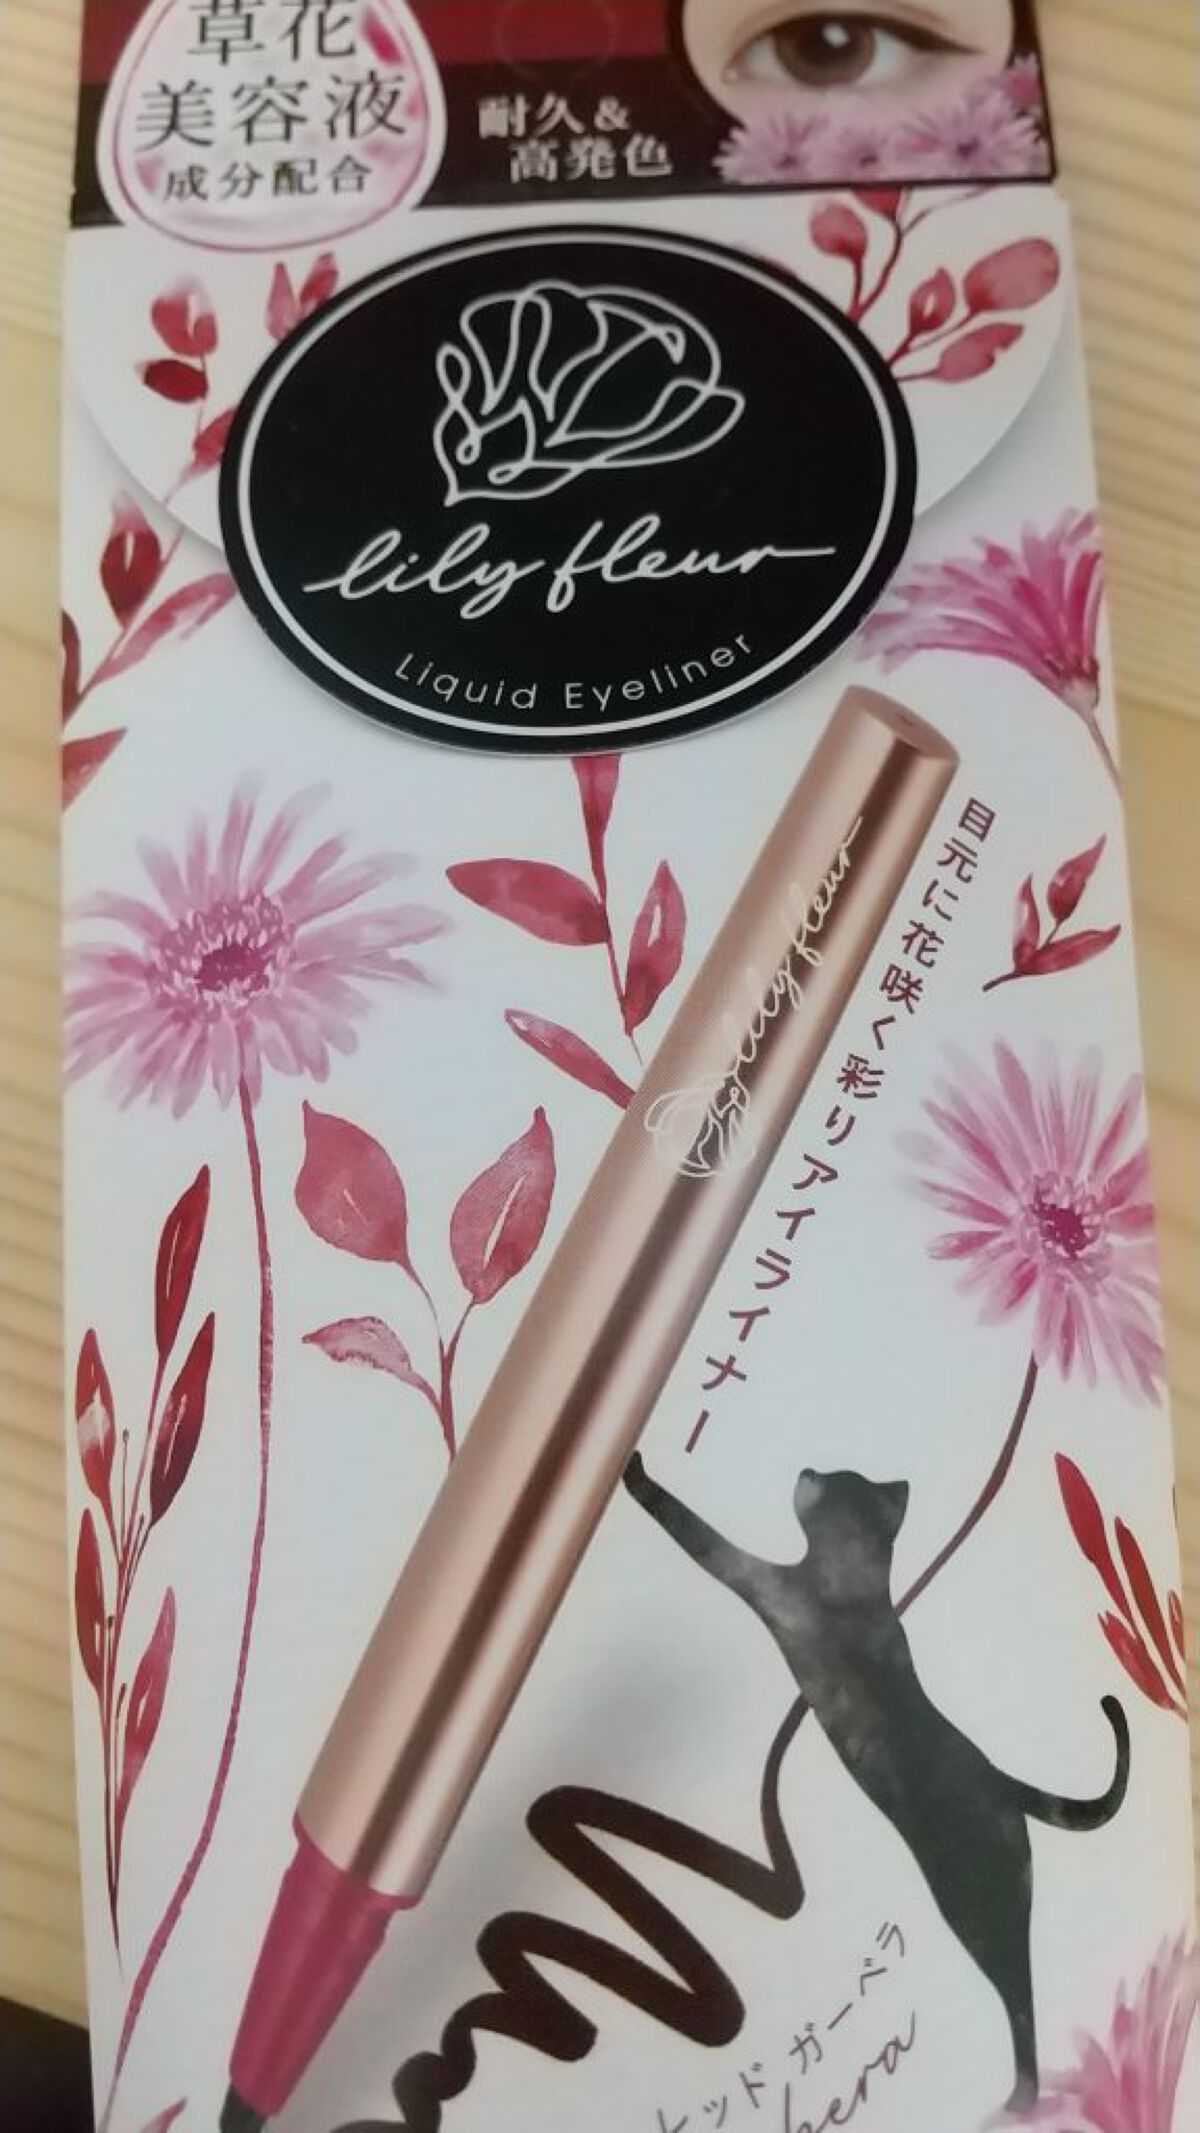 草花
美容液
成分配合
耐久&
高発色
lily fleur
Liquid Eyeliner
lily fleur
目元に花咲く彩りアイライナー
レッド ガーベラ
bera